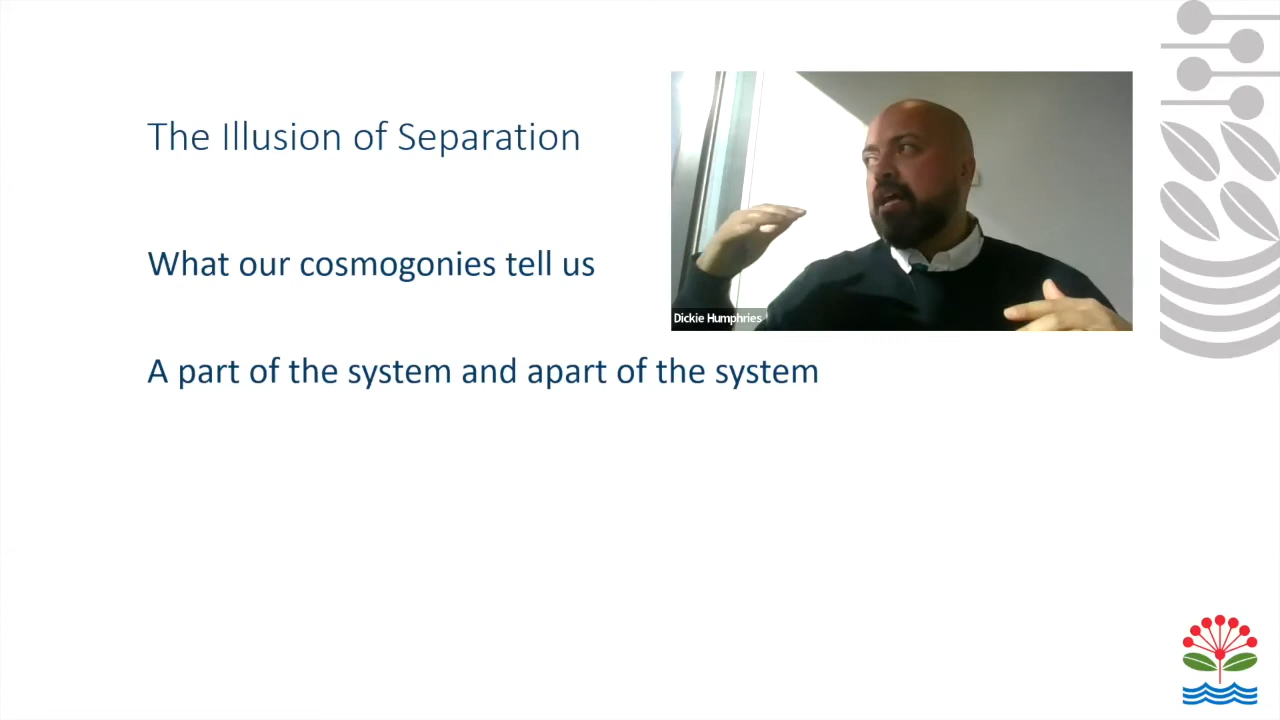 The Illusion of Separation
What our cosmogonies tell us
Dickie Humphries
A part of the system and apart of the system